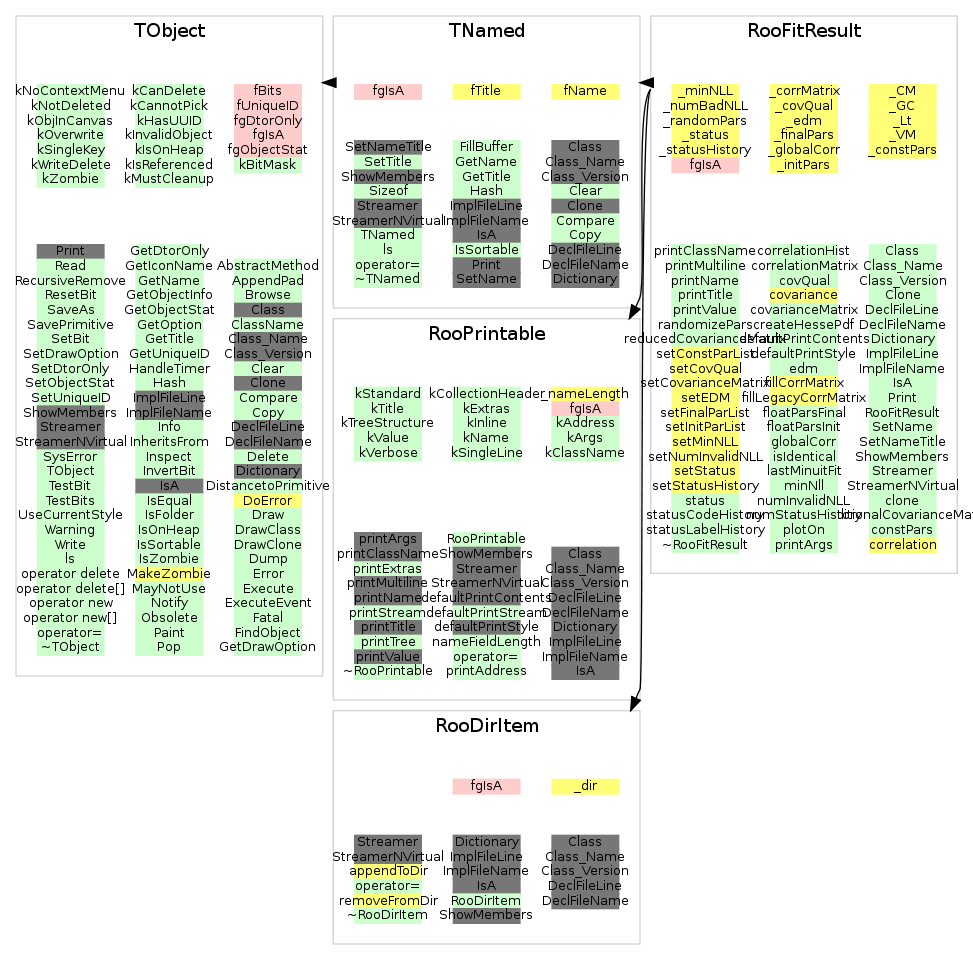 TObject
kNoContextMenu
kNotDeleted
kObjInCanvas
kOverwrite
kSingleKey
kWriteDelete
kZombie
kCanDelete
kCannotPick
kHasUUID
kInvalidObject
kIsOnHeap
kIsReferenced
kMustCleanup
fBits
fUniqueID
fgDtorOnly
fgIsA
fgObjectStat
kBitMask
Print
Read
RecursiveRemove
ResetBit
SaveAs
SavePrimitive
SetBit
SetDrawOption
SetDtorOnly
SetObjectStat
SetUniqueID
ShowMembers
Streamer
StreamerNVirtual
SysError
TObject
TestBit
TestBits
UseCurrentStyle
Warning
Write
ls
operator delete
operator delete[]
operator new
operator new[]
operator=
~TObject
GetDtorOnly
GetIconName
GetName
GetObjectInfo
GetObjectStat
GetOption
GetTitle
GetUniqueID
HandleTimer
Hash
ImplFileLine
ImplFileName
Info
InheritsFrom
Inspect
InvertBit
IsA
IsEqual
IsFolder
IsOnHeap
IsSortable
IsZombie
MakeZombie
MayNotUse
Notify
Obsolete
Paint
Pop
AbstractMethod
AppendPad
Browse
Class
ClassName
Class_Name
Class_Version
Clear
Clone
Compare
Copy
DeclFileLine
DeclFileName
Delete
Dictionary
DistancetoPrimitive
DoError
Draw
DrawClass
DrawClone
Dump
Error
Execute
ExecuteEvent
Fatal
FindObject
GetDrawOption
TNamed
fgIsA
fTitle
fName
SetNameTitle
SetTitle
ShowMembers
Sizeof
Streamer
StreamerNVirtual
TNamed
ls
operator=
~TNamed
FillBuffer
GetName
GetTitle
Hash
ImplFileLine
ImplFileName
IsA
IsSortable
Print
SetName
Class
Class_Name
Class_Version
Clear
Clone
Compare
Copy
DeclFileLine
DeclFileName
Dictionary
RooPrintable
kStandard
kTitle
kTreeStructure
kValue
kVerbose
kCollectionHeader
kExtras
kInline
kName
kSingleLine
_nameLength
fgIsA
kAddress
kArgs
kClassName
printArgs
printClassName
printExtras
printMultiline
printName
printStream
printTitle
printTree
printValue
~RooPrintable
RooPrintable
ShowMembers
Streamer
StreamerNVirtual
defaultPrintContents
defaultPrintStream
defaultPrintStyle
nameFieldLength
operator=
printAddress
Class
Class_Name
Class_Version
DeclFileLine
DeclFileName
Dictionary
ImplFileLine
ImplFileName
IsA
RooDirItem
fgIsA
_dir
Streamer
StreamerNVirtual
appendToDir
operator=
removeFromDir
~RooDirItem
Dictionary
ImplFileLine
ImplFileName
IsA
RooDirItem
ShowMembers
Class
Class_Name
Class_Version
DeclFileLine
DeclFileName
RooFitResult
_minNLL
_numBadNLL
_randomPars
_status
_statusHistory
fgIsA
_corrMatrix
_covQual
_edm
_finalPars
_globalCorr
_initPars
_CM
_GC
_Lt
_VM
_constPars
printClassName
printMultiline
printName
printTitle
printValue
randomizePars
reducedCovarianceMatrix
setConstParList
setCovQual
setCovarianceMatrix
setEDM
setFinalParList
setInitParList
setMinNLL
setNumInvalidNLL
setStatus
setStatusHistory
status
statusCodeHistory
statusLabelHistory
~RooFitResult
correlationHist
correlationMatrix
covQual
covariance
covarianceMatrix
createHessePdf
defaultPrintContents
defaultPrintStyle
edm
fillCorrMatrix
fillLegacyCorrMatrix
floatParsFinal
floatParsInit
globalCorr
isIdentical
lastMinuitFit
minNll
numInvalidNLL
numStatusHistory
plotOn
printArgs
Class
Class_Name
Class_Version
Clone
DeclFileLine
DeclFileName
Dictionary
ImplFileLine
ImplFileName
IsA
Print
RooFitResult
SetName
SetNameTitle
ShowMembers
Streamer
StreamerNVirtual
clone
constPars
correlation